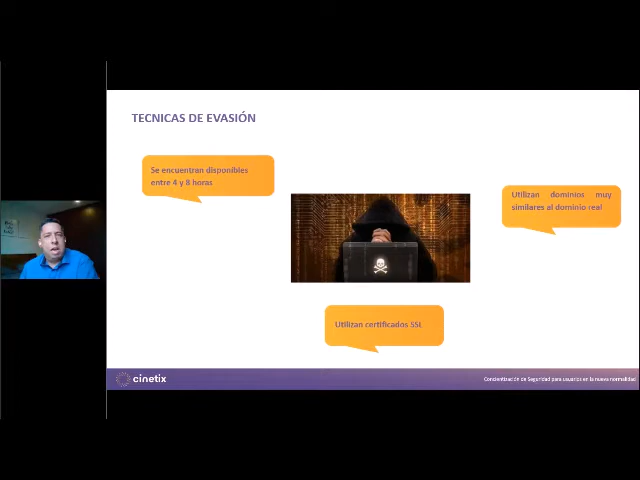 TECNICAS DE EVASIÓN
Se encuentran disponibles
entre 4 y 8 horas
Utilizan dominios muy
similares al dominio real
Utilizan certificados SSL
cinetix
Concientización de Seguridad para usuarios en la nueva normalidad